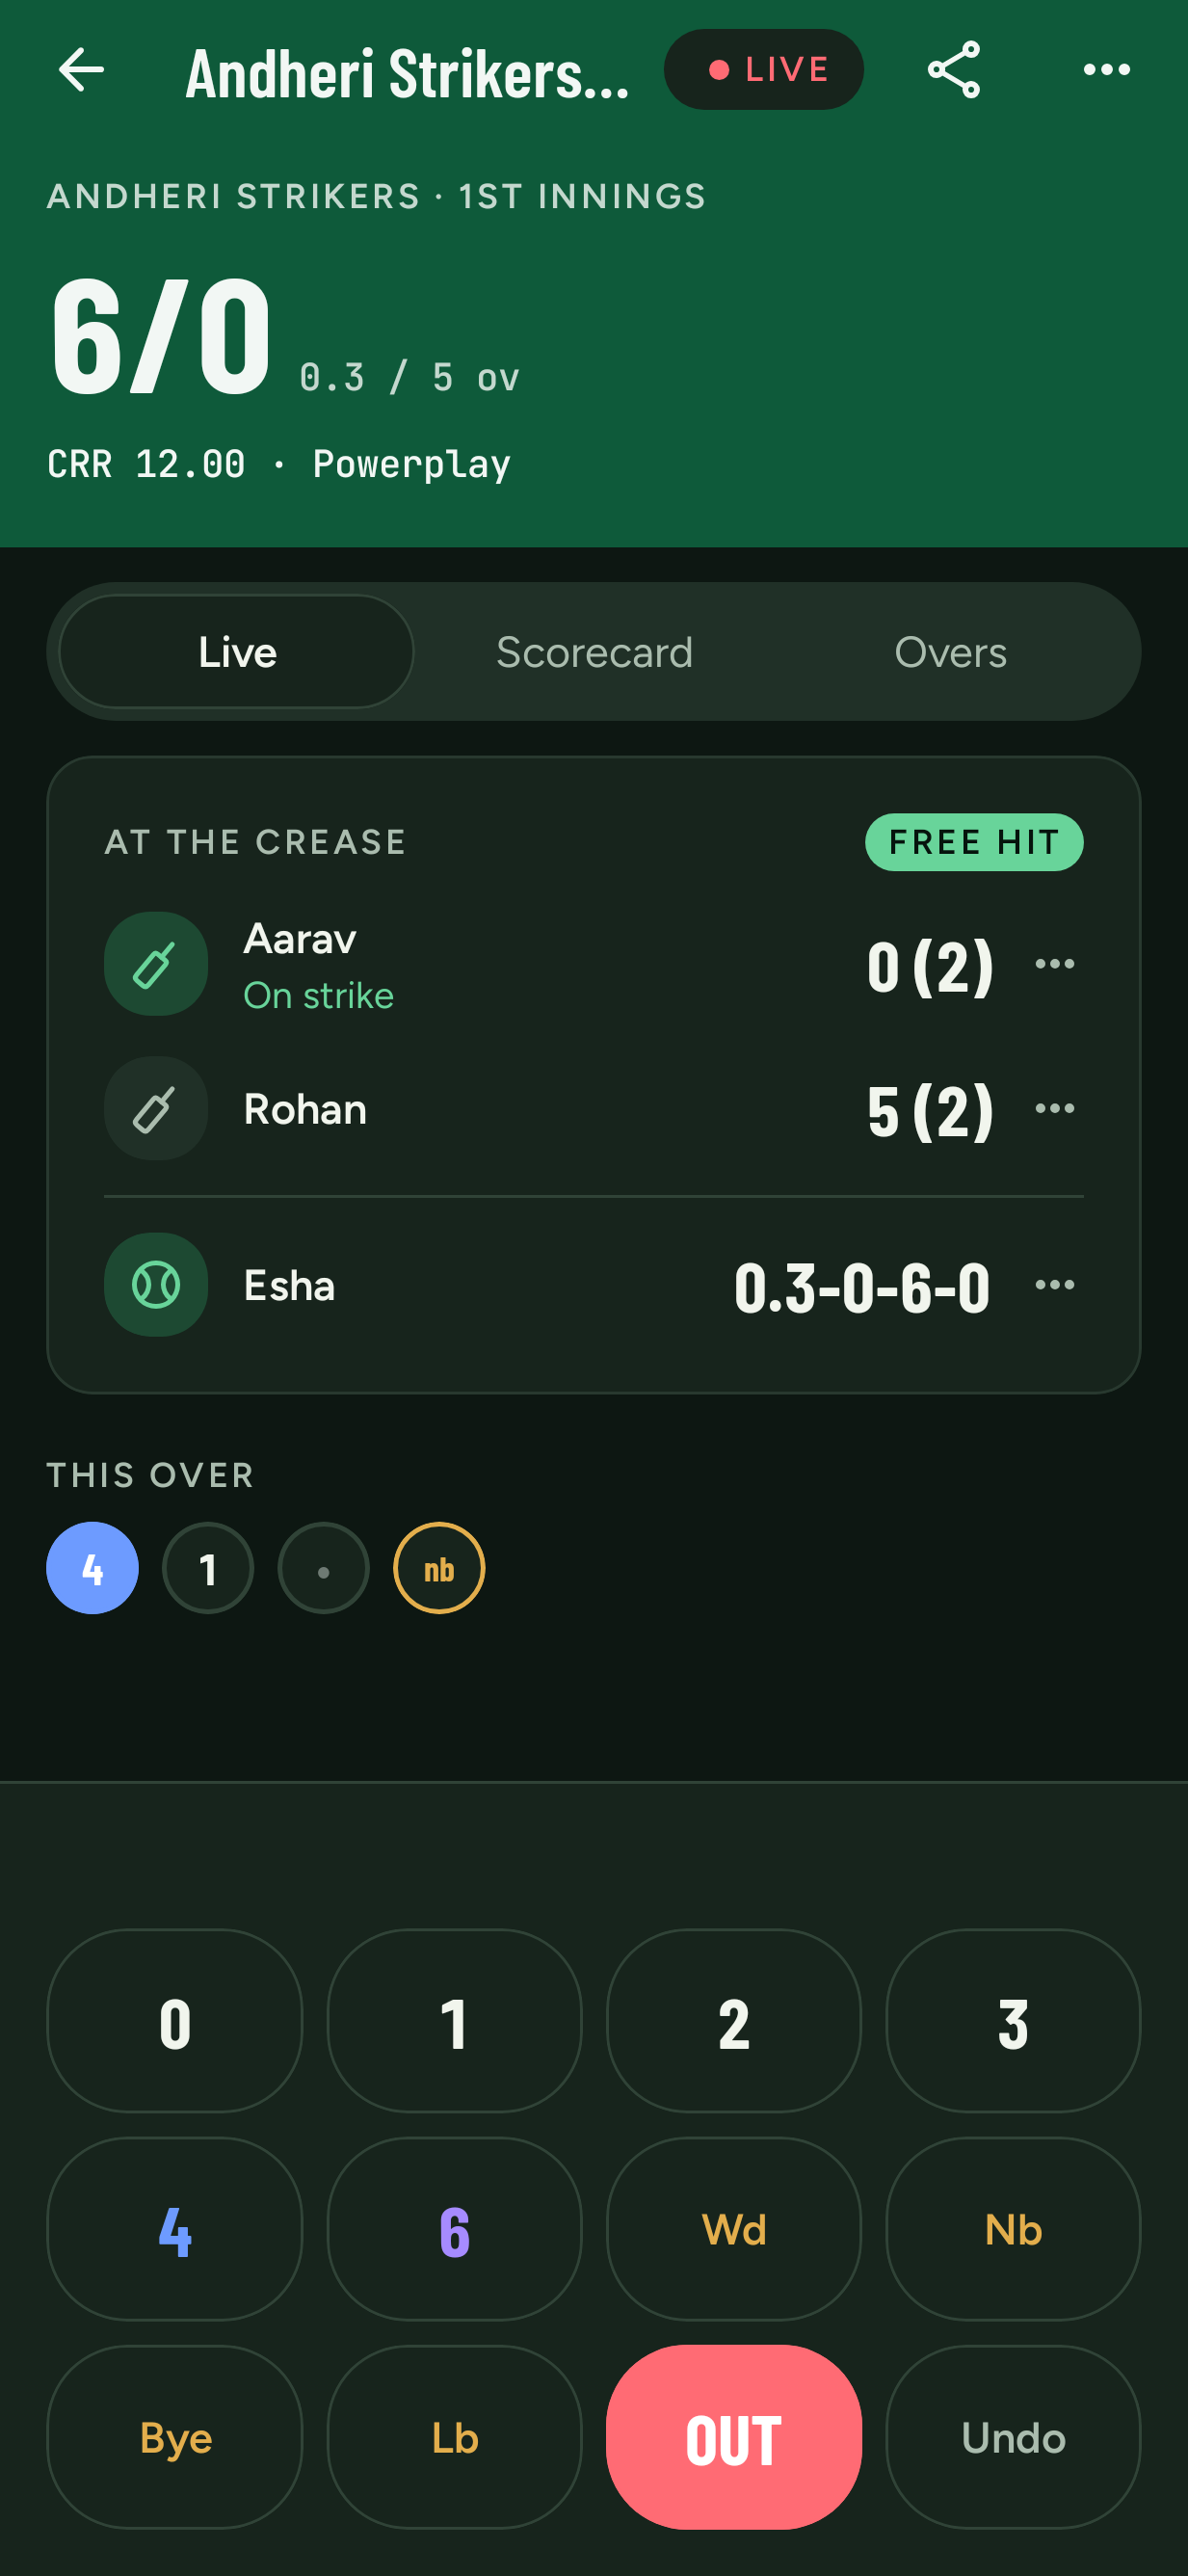 Andheri Strikers...
LIVE
ANDHERI STRIKERS · 1ST INNINGS
6/0 0.3 / 5 ov
CRR 12.00 · Powerplay
Live Scorecard Overs
AT THE CREASE FREE HIT
Aarav 0 (2)
On strike
Rohan 5 (2)
Esha 0.3-0-6-0
THIS OVER
4 1 • nb
0 1 2 3
4 6 Wd Nb
Bye Lb OUT Undo